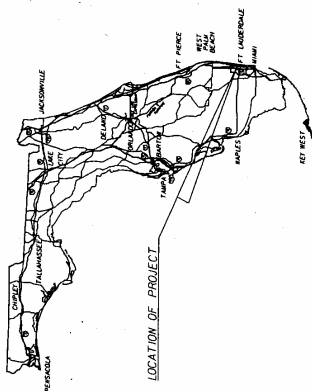 PENSACOLA
CHIPLEY
TALLAHASSEE
LAKE
CITY
JACKSONVILLE
DELAND
ORLANDO
TAMPA
BARTOW
FT PIERCE
WEST
PALM
BEACH
FT LAUDERDALE
MIAMI
NAPLES
KEY WEST
LOCATION OF PROJECT